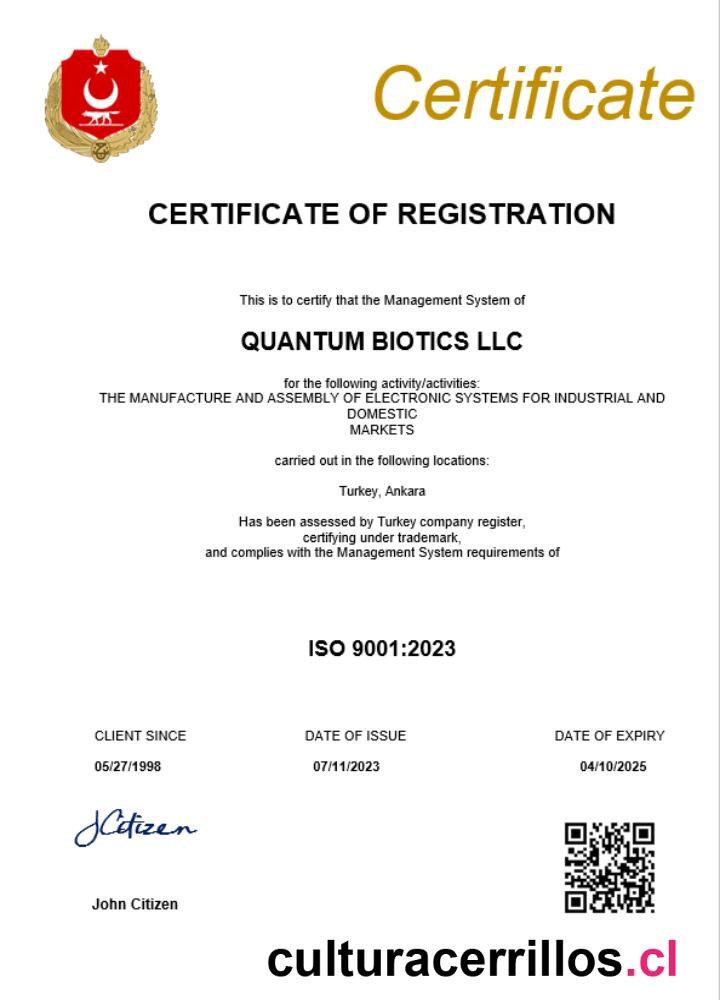 Certificate
CERTIFICATE OF REGISTRATION
This is to certify that the Management System of
QUANTUM BIOTICS LLC
for the following activity/activities:
THE MANUFACTURE AND ASSEMBLY OF ELECTRONIC SYSTEMS FOR INDUSTRIAL AND
DOMESTIC
MARKETS
carried out in the following locations:
Turkey, Ankara
Has been assessed by Turkey company register,
certifying under trademark,
and complies with the Management System requirements of
ISO 9001:2023
CLIENT SINCE DATE OF ISSUE DATE OF EXPIRY
05/27/1998 07/11/2023 04/10/2025
JCitizen
John Citizen
culturacerrillos.cl